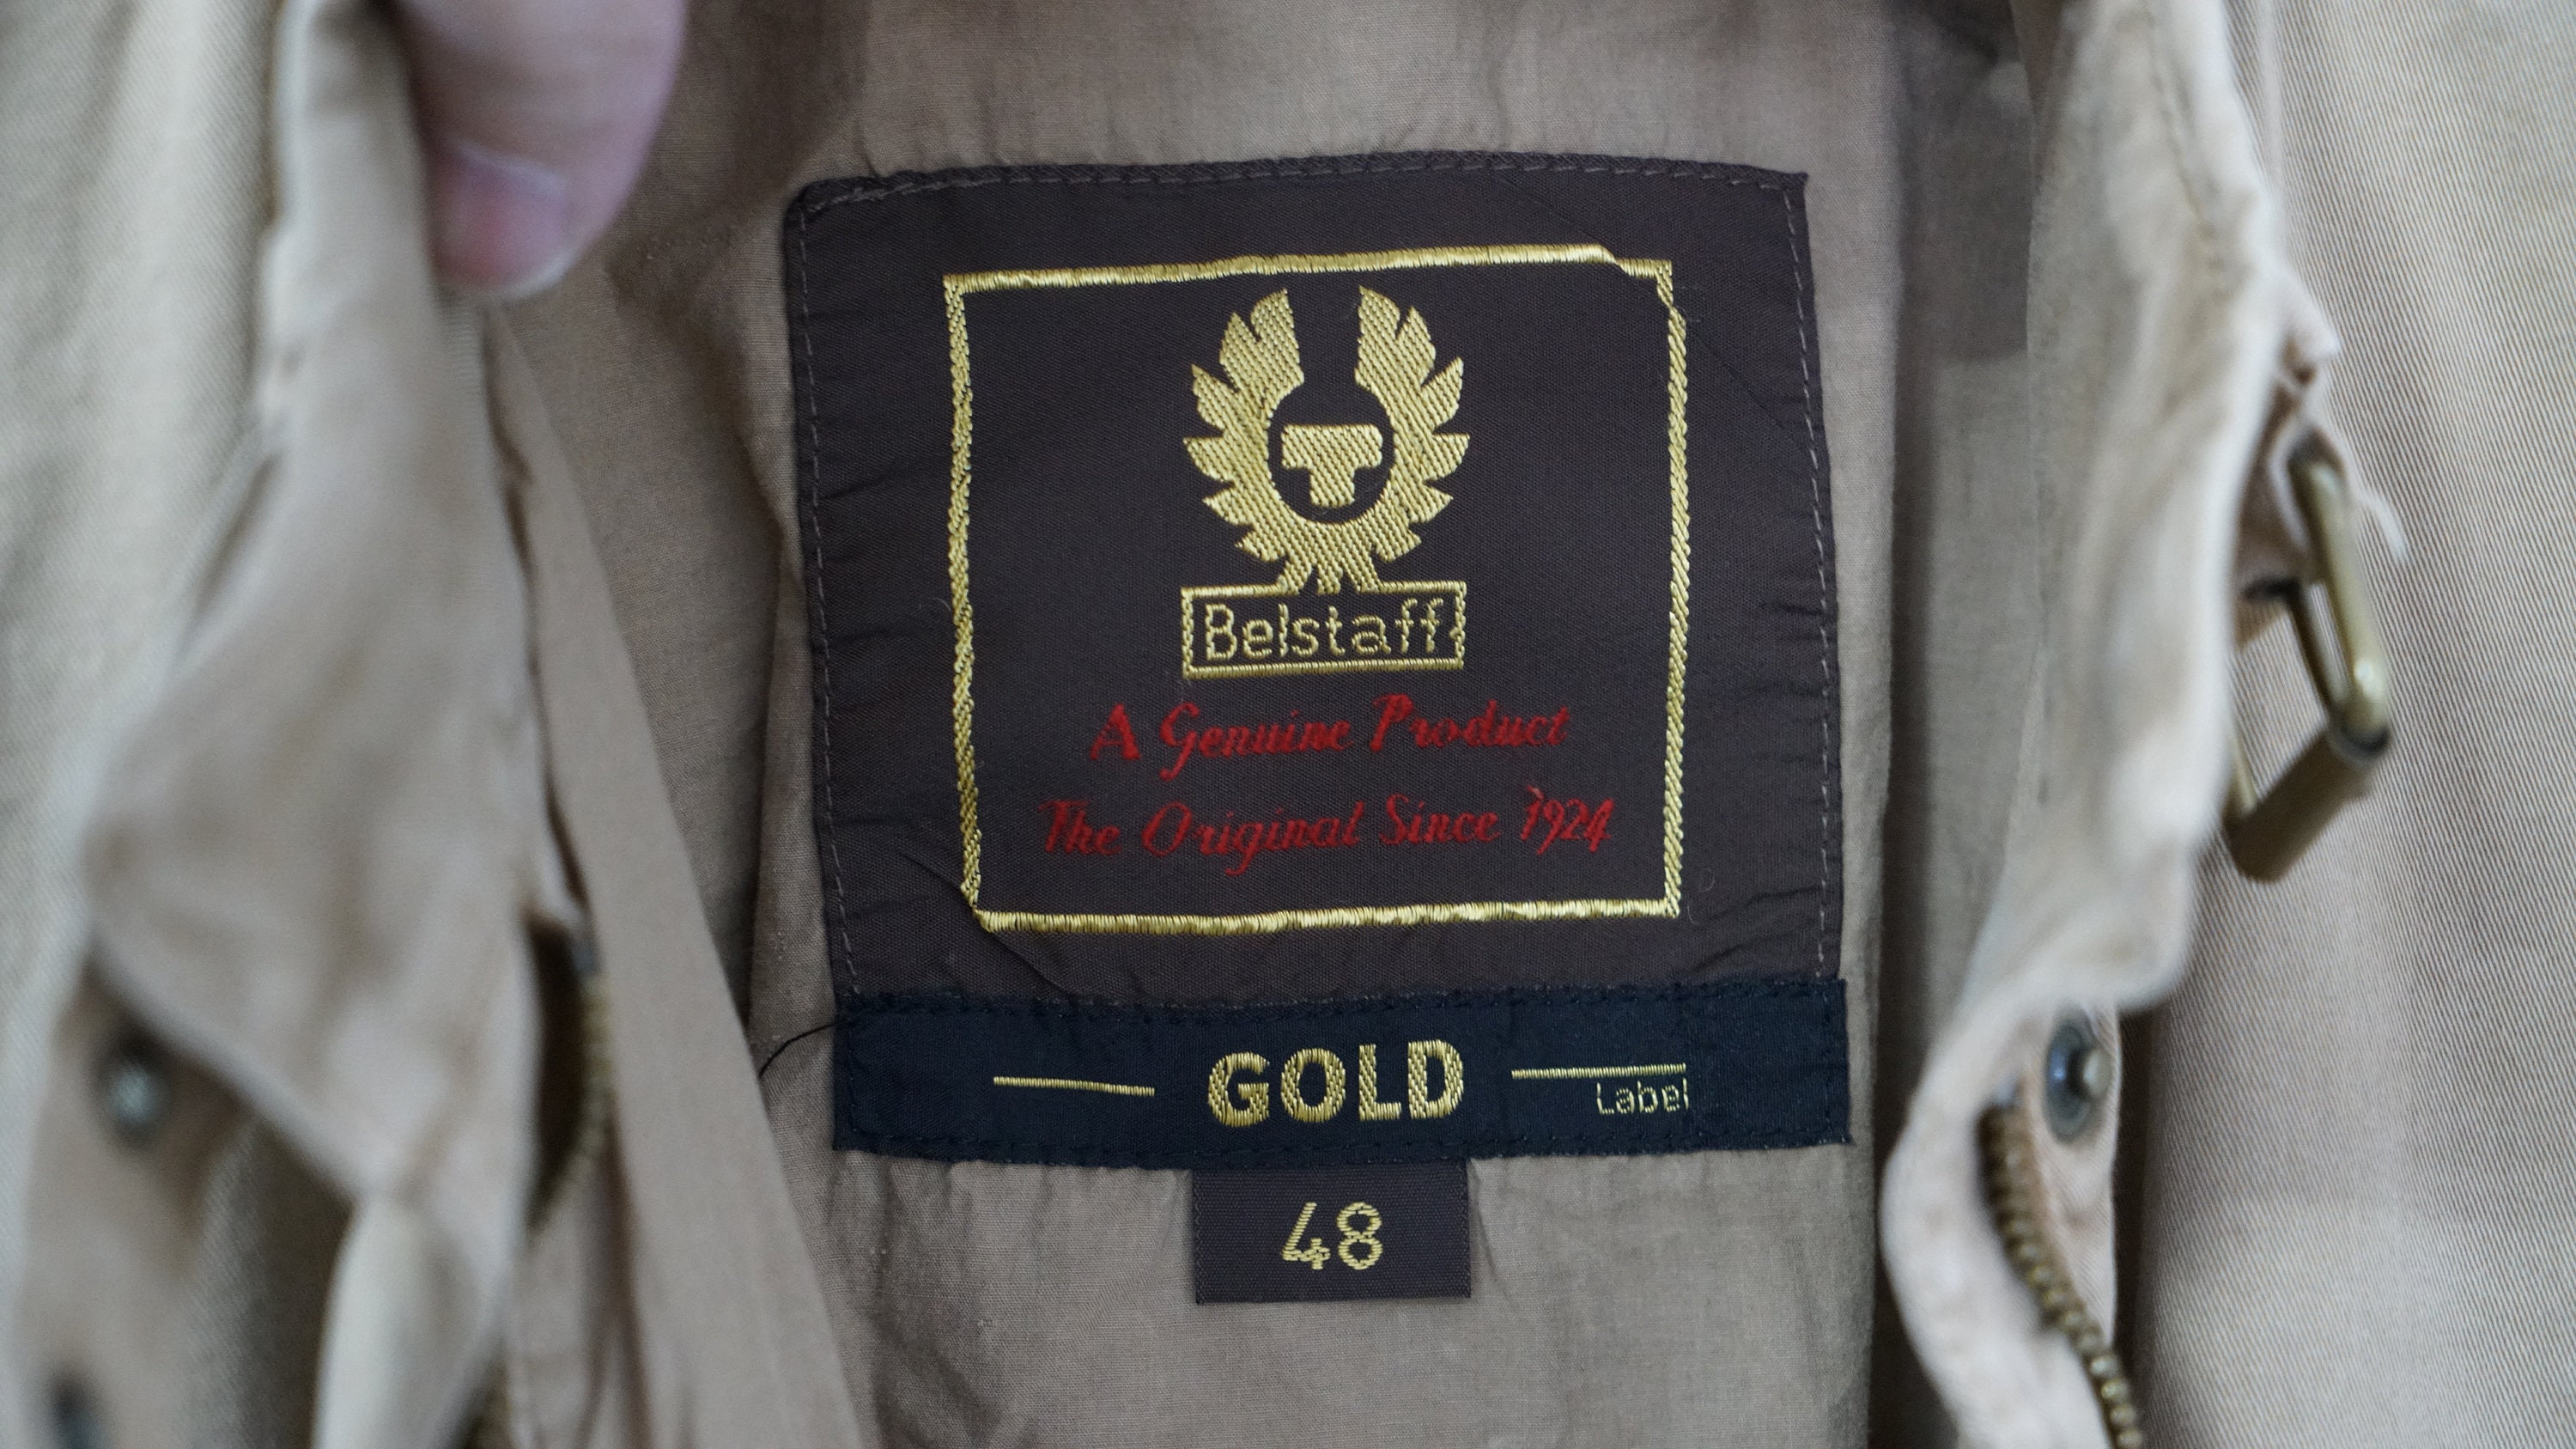 T
Belstaff
A Genuine Product
The Original Since 1924
GOLD
Label
48